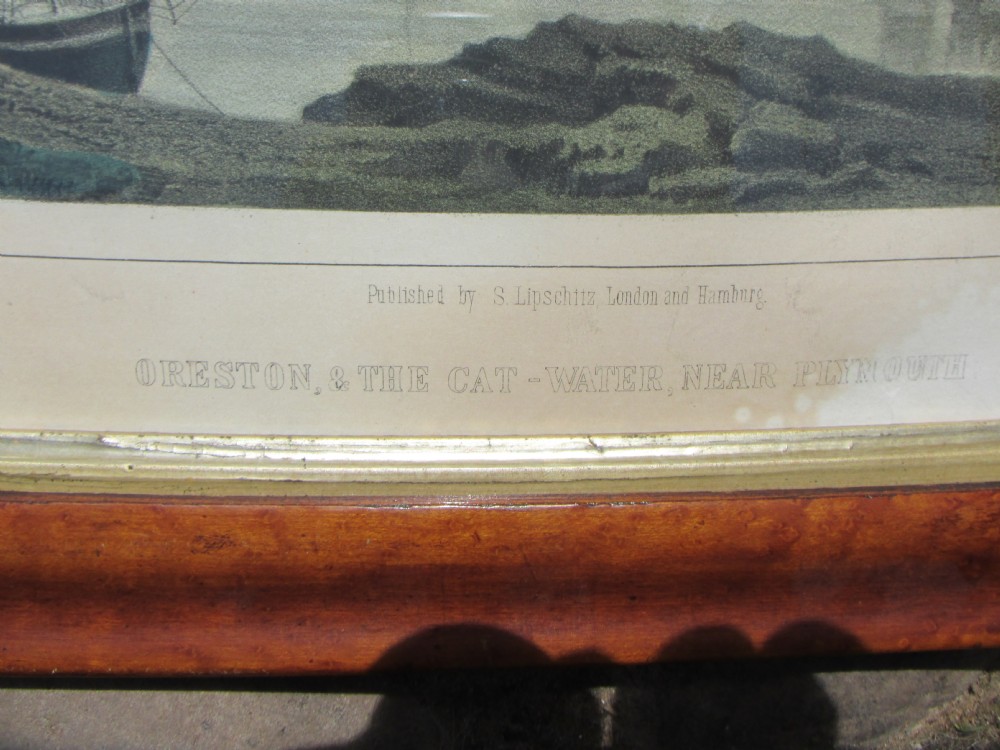 Published by S. Lipschitz, London and Hamburg.
ORESTON, & THE CAT-WATER, NEAR PLYMOUTH